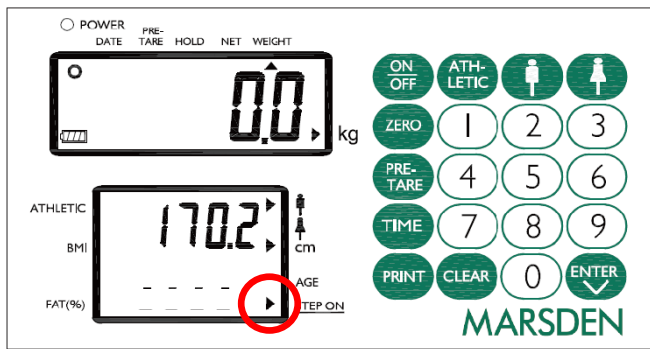 POWER
DATE PRE-TARE HOLD NET WEIGHT
0.0 kg
ATHLETIC
170.2
BMI
cm
AGE
FAT(%)
STEP ON
ON OFF
ATH-LETIC
ZERO 1 2 3
PRE-TARE 4 5 6
TIME 7 8 9
PRINT CLEAR 0 ENTER
MARSDEN